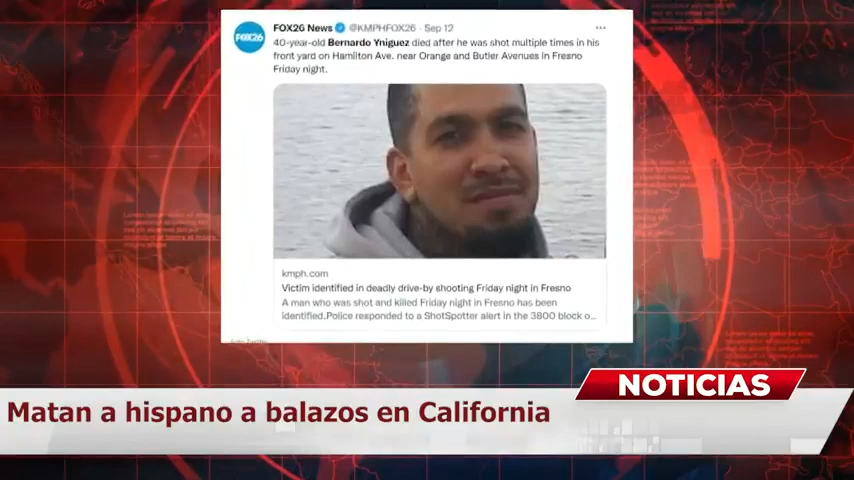 FOX26 News @KMPHFOX26 · Sep 12
FOX26
40-year-old Bernardo Yniguez died after he was shot multiple times in his
front yard on Hamilton Ave. near Orange and Butler Avenues in Fresno
Friday night.
kmph.com
Victim identified in deadly drive-by shooting Friday night in Fresno
A man who was shot and killed Friday night in Fresno has been
identified.Police responded to a ShotSpotter alert in the 3800 block o...
NOTICIAS
Matan a hispano a balazos en California